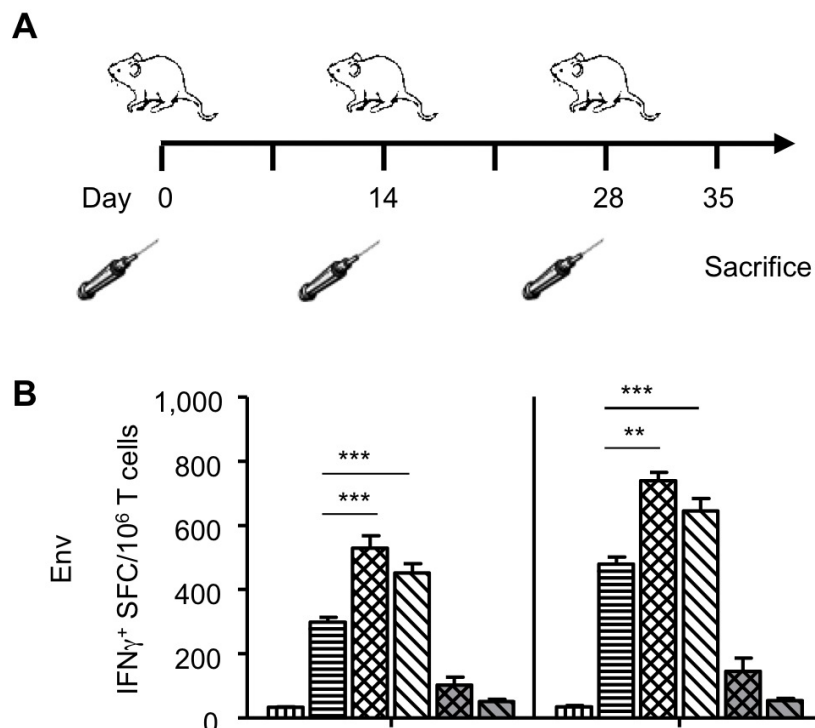 A
Day 0 14 28 35
Sacrifice
B
Env
IFNγ⁺ SFC/10⁶ T cells
1,000
800
600
400
200
0
***
***
***
**